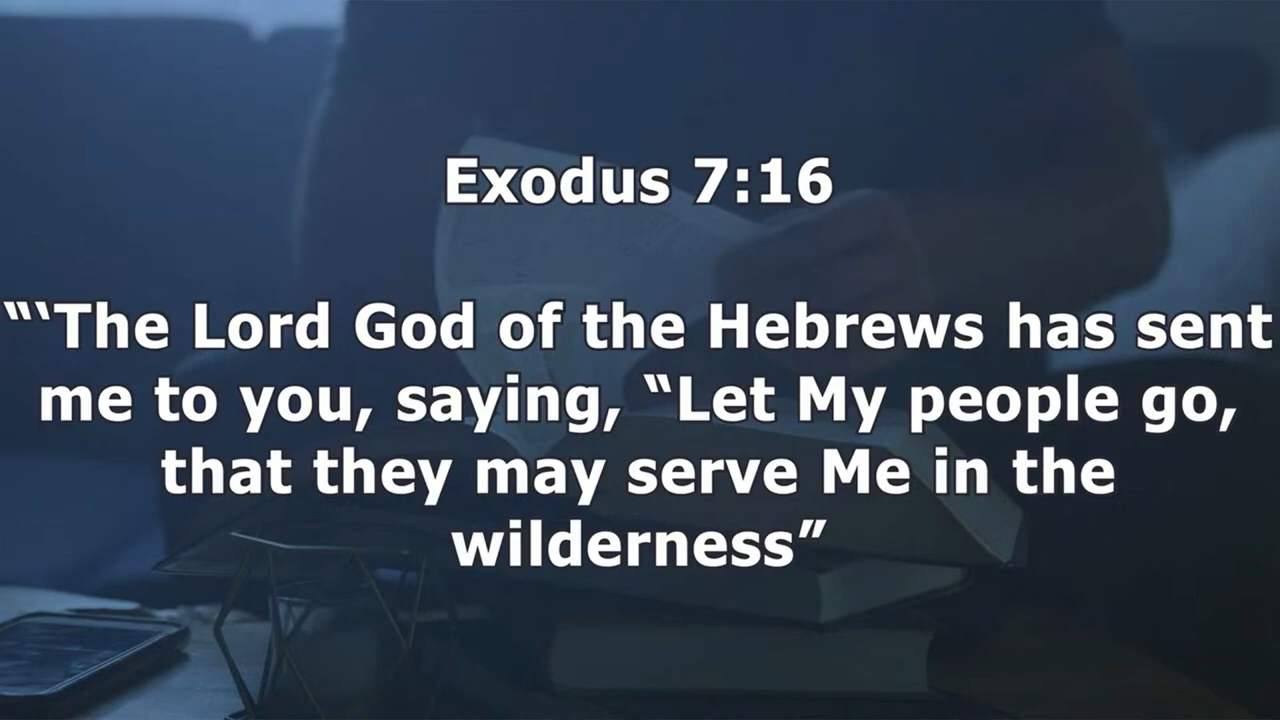 Exodus 7:16
“‘The Lord God of the Hebrews has sent
me to you, saying, “Let My people go,
that they may serve Me in the
wilderness”